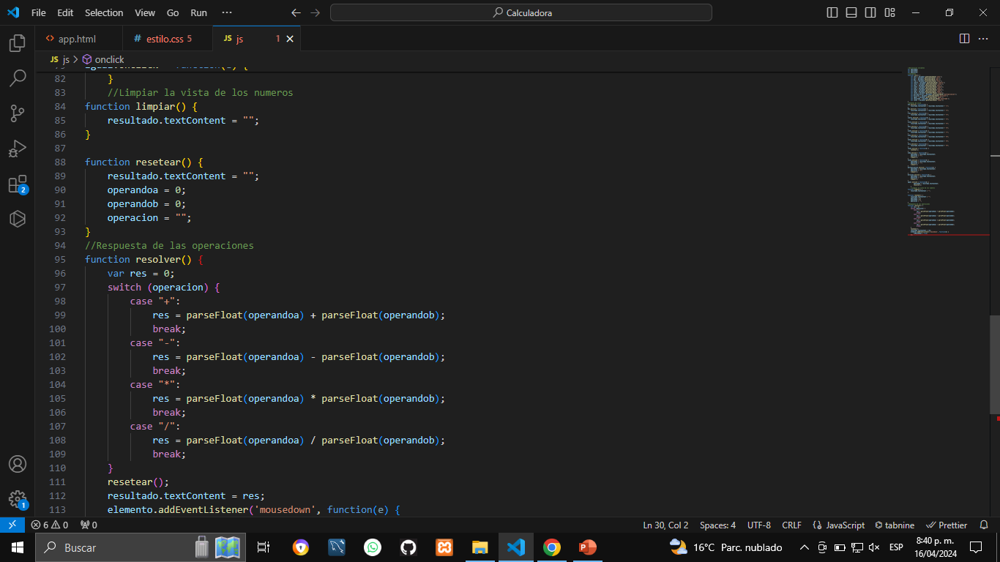 File Edit Selection View Go Run ··· Calculadora
app.html estilo.css 5 JS js 1
JS js > onclick
82 }
83 //Limpiar la vista de los numeros
84 function limpiar() {
85 resultado.textContent = "";
86 }
87
88 function resetear() {
89 resultado.textContent = "";
90 operandoa = 0;
91 operandob = 0;
92 operacion = "";
93 }
94 //Respuesta de las operaciones
95 function resolver() {
96 var res = 0;
97 switch (operacion) {
98 case "+":
99 res = parseFloat(operandoa) + parseFloat(operandob);
100 break;
101 case "-":
102 res = parseFloat(operandoa) - parseFloat(operandob);
103 break;
104 case "*":
105 res = parseFloat(operandoa) * parseFloat(operandob);
106 break;
107 case "/":
108 res = parseFloat(operandoa) / parseFloat(operandob);
109 break;
110 }
111 resetear();
112 resultado.textContent = res;
113 elemento.addEventListener('mousedown', function(e) {
2
1
6 0 0 Ln 30, Col 2 Spaces: 4 UTF-8 CRLF {} JavaScript tabnine Prettier
Buscar 16°C Parc. nublado ESP 8:40 p. m.
16/04/2024